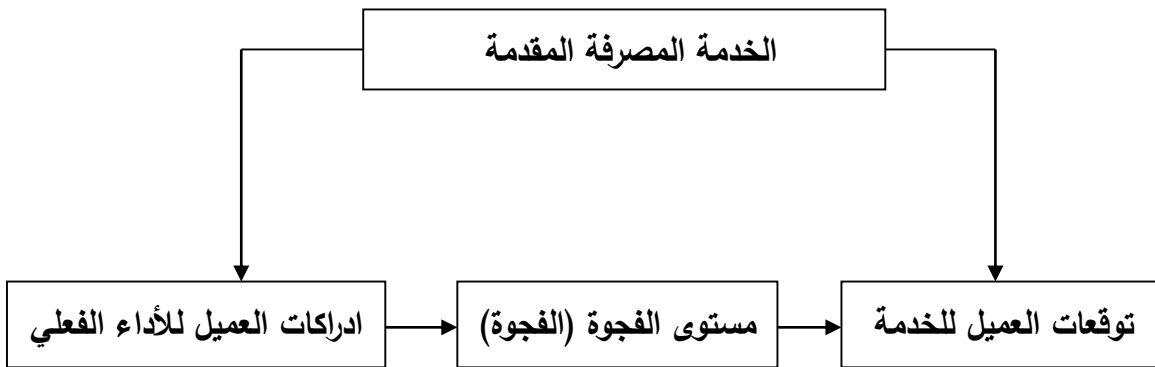 الخدمة المصرفة المقدمة
توقعات العميل للخدمة
مستوى الفجوة (الفجوة)
ادراكات العميل للأداء الفعلي